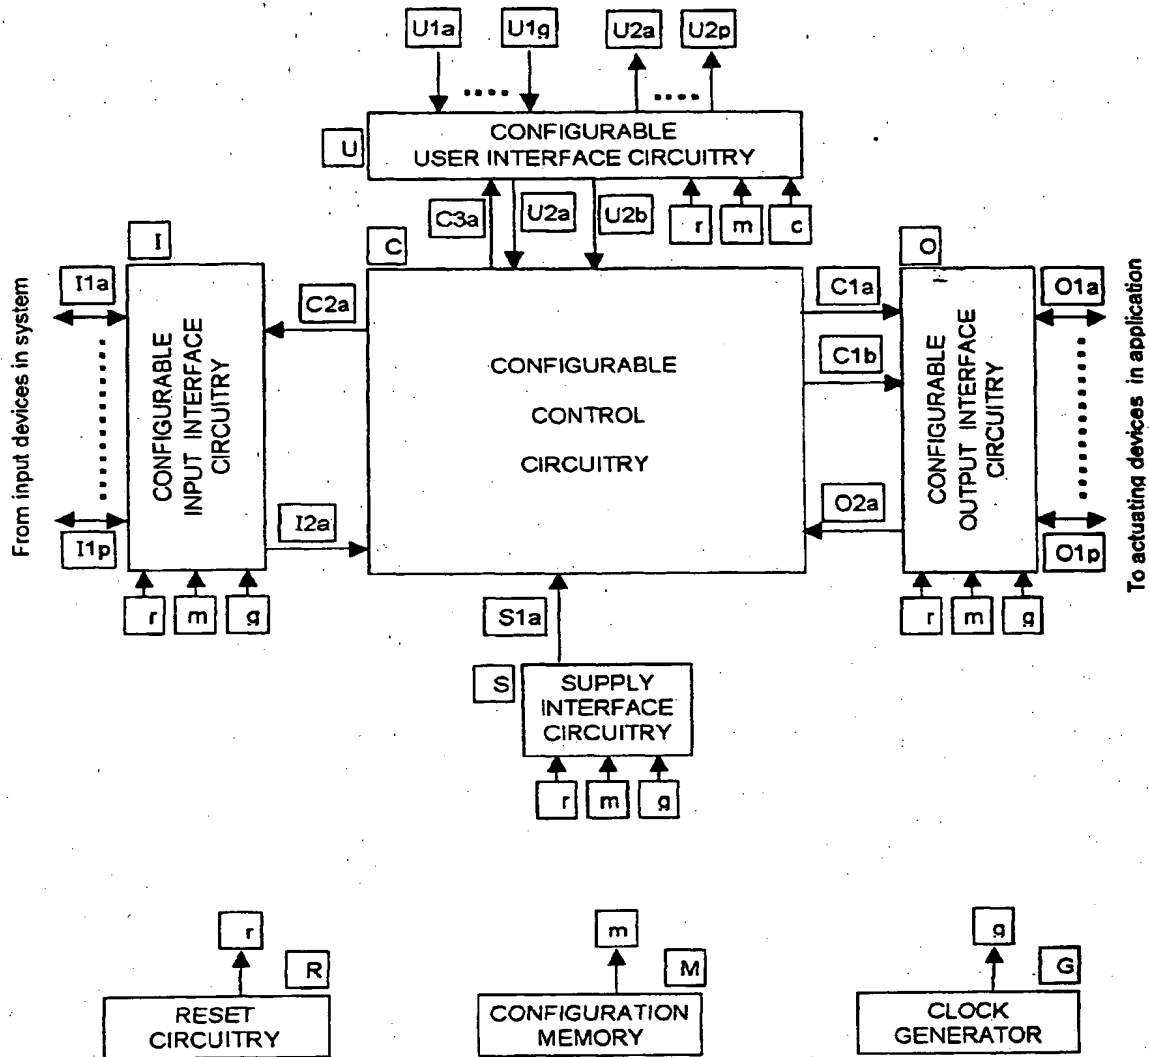 U1a U1g U2a U2p
CONFIGURABLE
USER INTERFACE CIRCUITRY
U
C3a U2a U2b r m c
I C O
From input devices in system
I1a
I1p
CONFIGURABLE
INPUT INTERFACE
CIRCUITRY
C2a
I2a
CONFIGURABLE
CONTROL
CIRCUITRY
C1a
C1b
O2a
CONFIGURABLE
OUTPUT INTERFACE
CIRCUITRY
O1a
O1p
To actuating devices in application
r m g
r m g
S1a
S
SUPPLY
INTERFACE
CIRCUITRY
r m g
r m g
R M G
RESET
CIRCUITRY
CONFIGURATION
MEMORY
CLOCK
GENERATOR